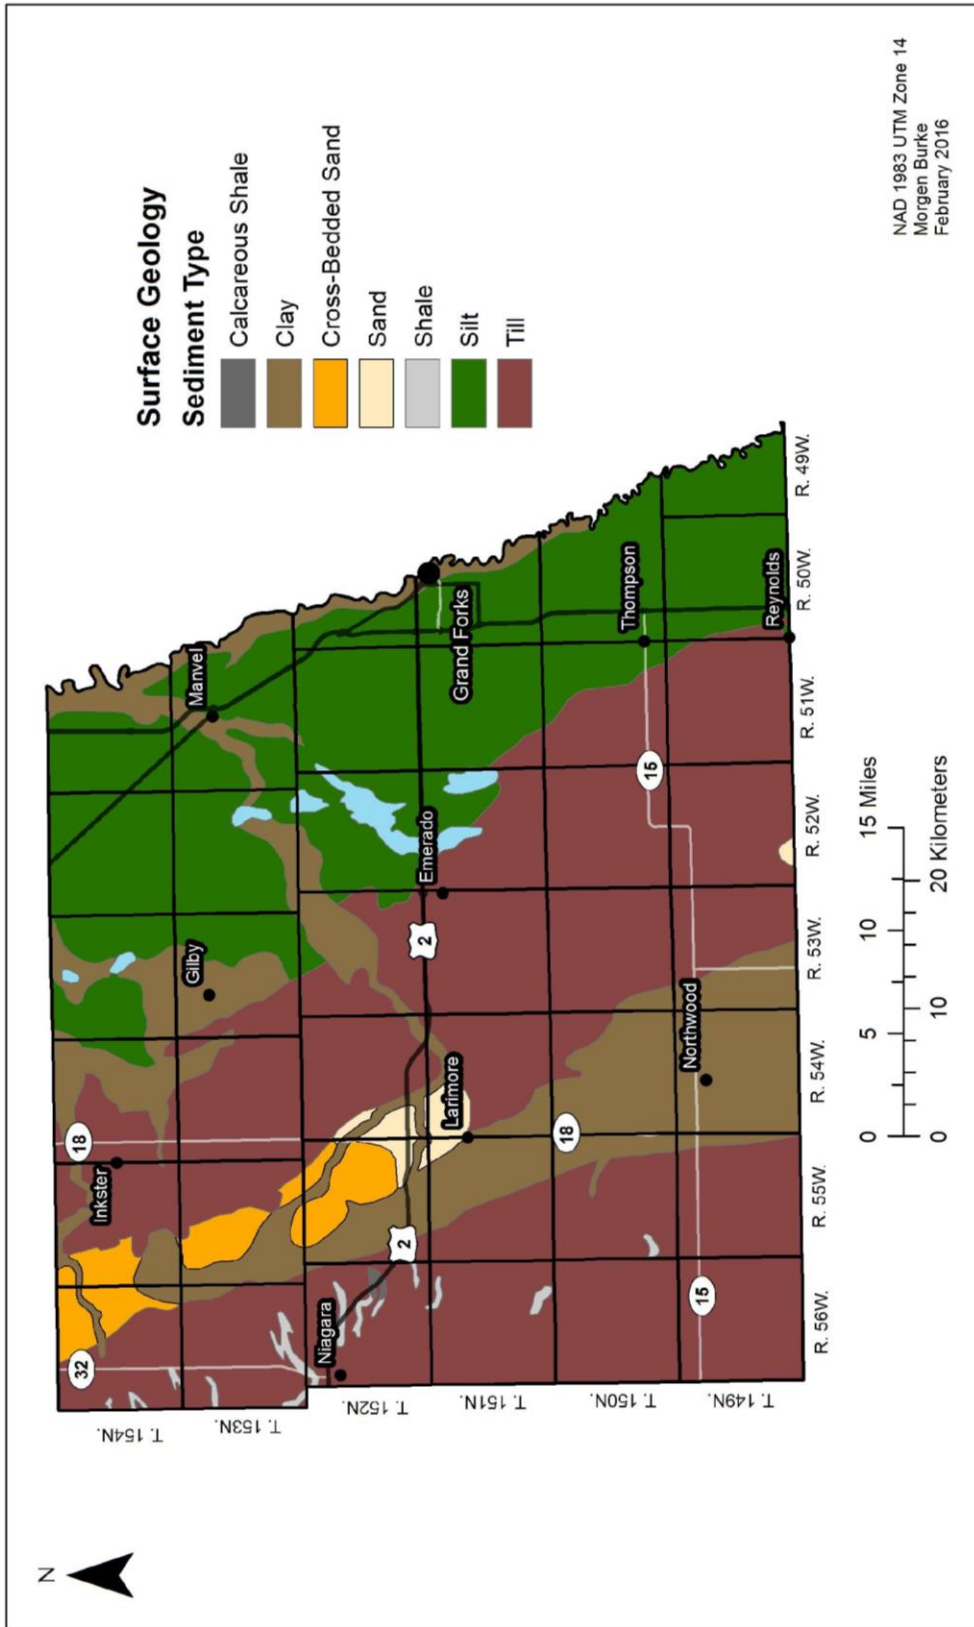 N
Surface Geology
Sediment Type
Calcareous Shale
Clay
Cross-Bedded Sand
Sand
Shale
Silt
Till
32
18
Inkster
Gilby
Manvel
T. 154N.
T. 153N.
T. 152N.
T. 151N.
T. 150N.
T. 149N.
Niagara
2
2
Larimore
Emerado
Grand Forks
18
15
15
Northwood
Thompson
Reynolds
R. 56W.
R. 55W.
R. 54W.
R. 53W.
R. 52W.
R. 51W.
R. 50W.
R. 49W.
0 5 10 15 Miles
0 10 20 Kilometers
NAD 1983 UTM Zone 14
Morgen Burke
February 2016